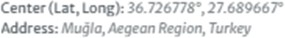 Center (Lat, Long): 36.726778°, 27.689667°
Address: Muğla, Aegean Region, Turkey